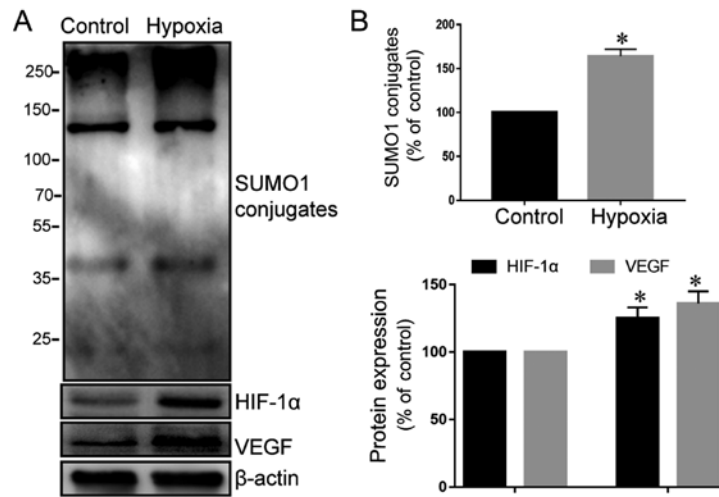 A
Control Hypoxia
250
150
100
70
55
35
25
SUMO1
conjugates
HIF-1α
VEGF
β-actin
B
SUMO1 conjugates
(% of control)
200
150
100
50
0
*
Control Hypoxia
HIF-1α VEGF
Protein expression
(% of control)
150
100
50
0
* *